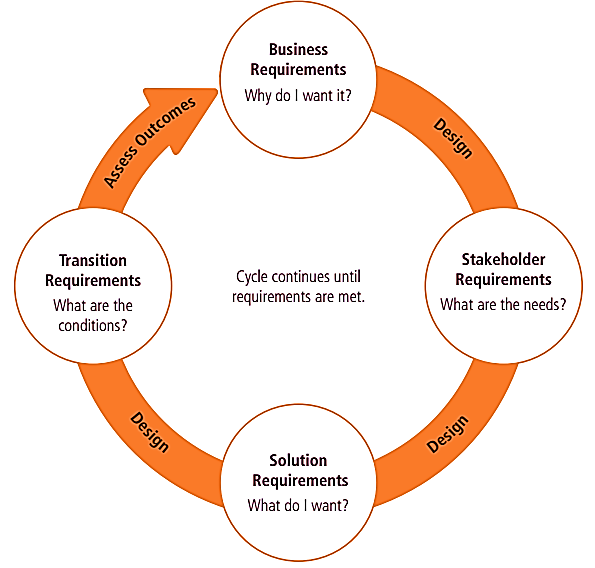 Business
Requirements
Why do I want it?
Design
Stakeholder
Requirements
What are the needs?
Design
Solution
Requirements
What do I want?
Design
Transition
Requirements
What are the
conditions?
Assess Outcomes
Cycle continues until
requirements are met.